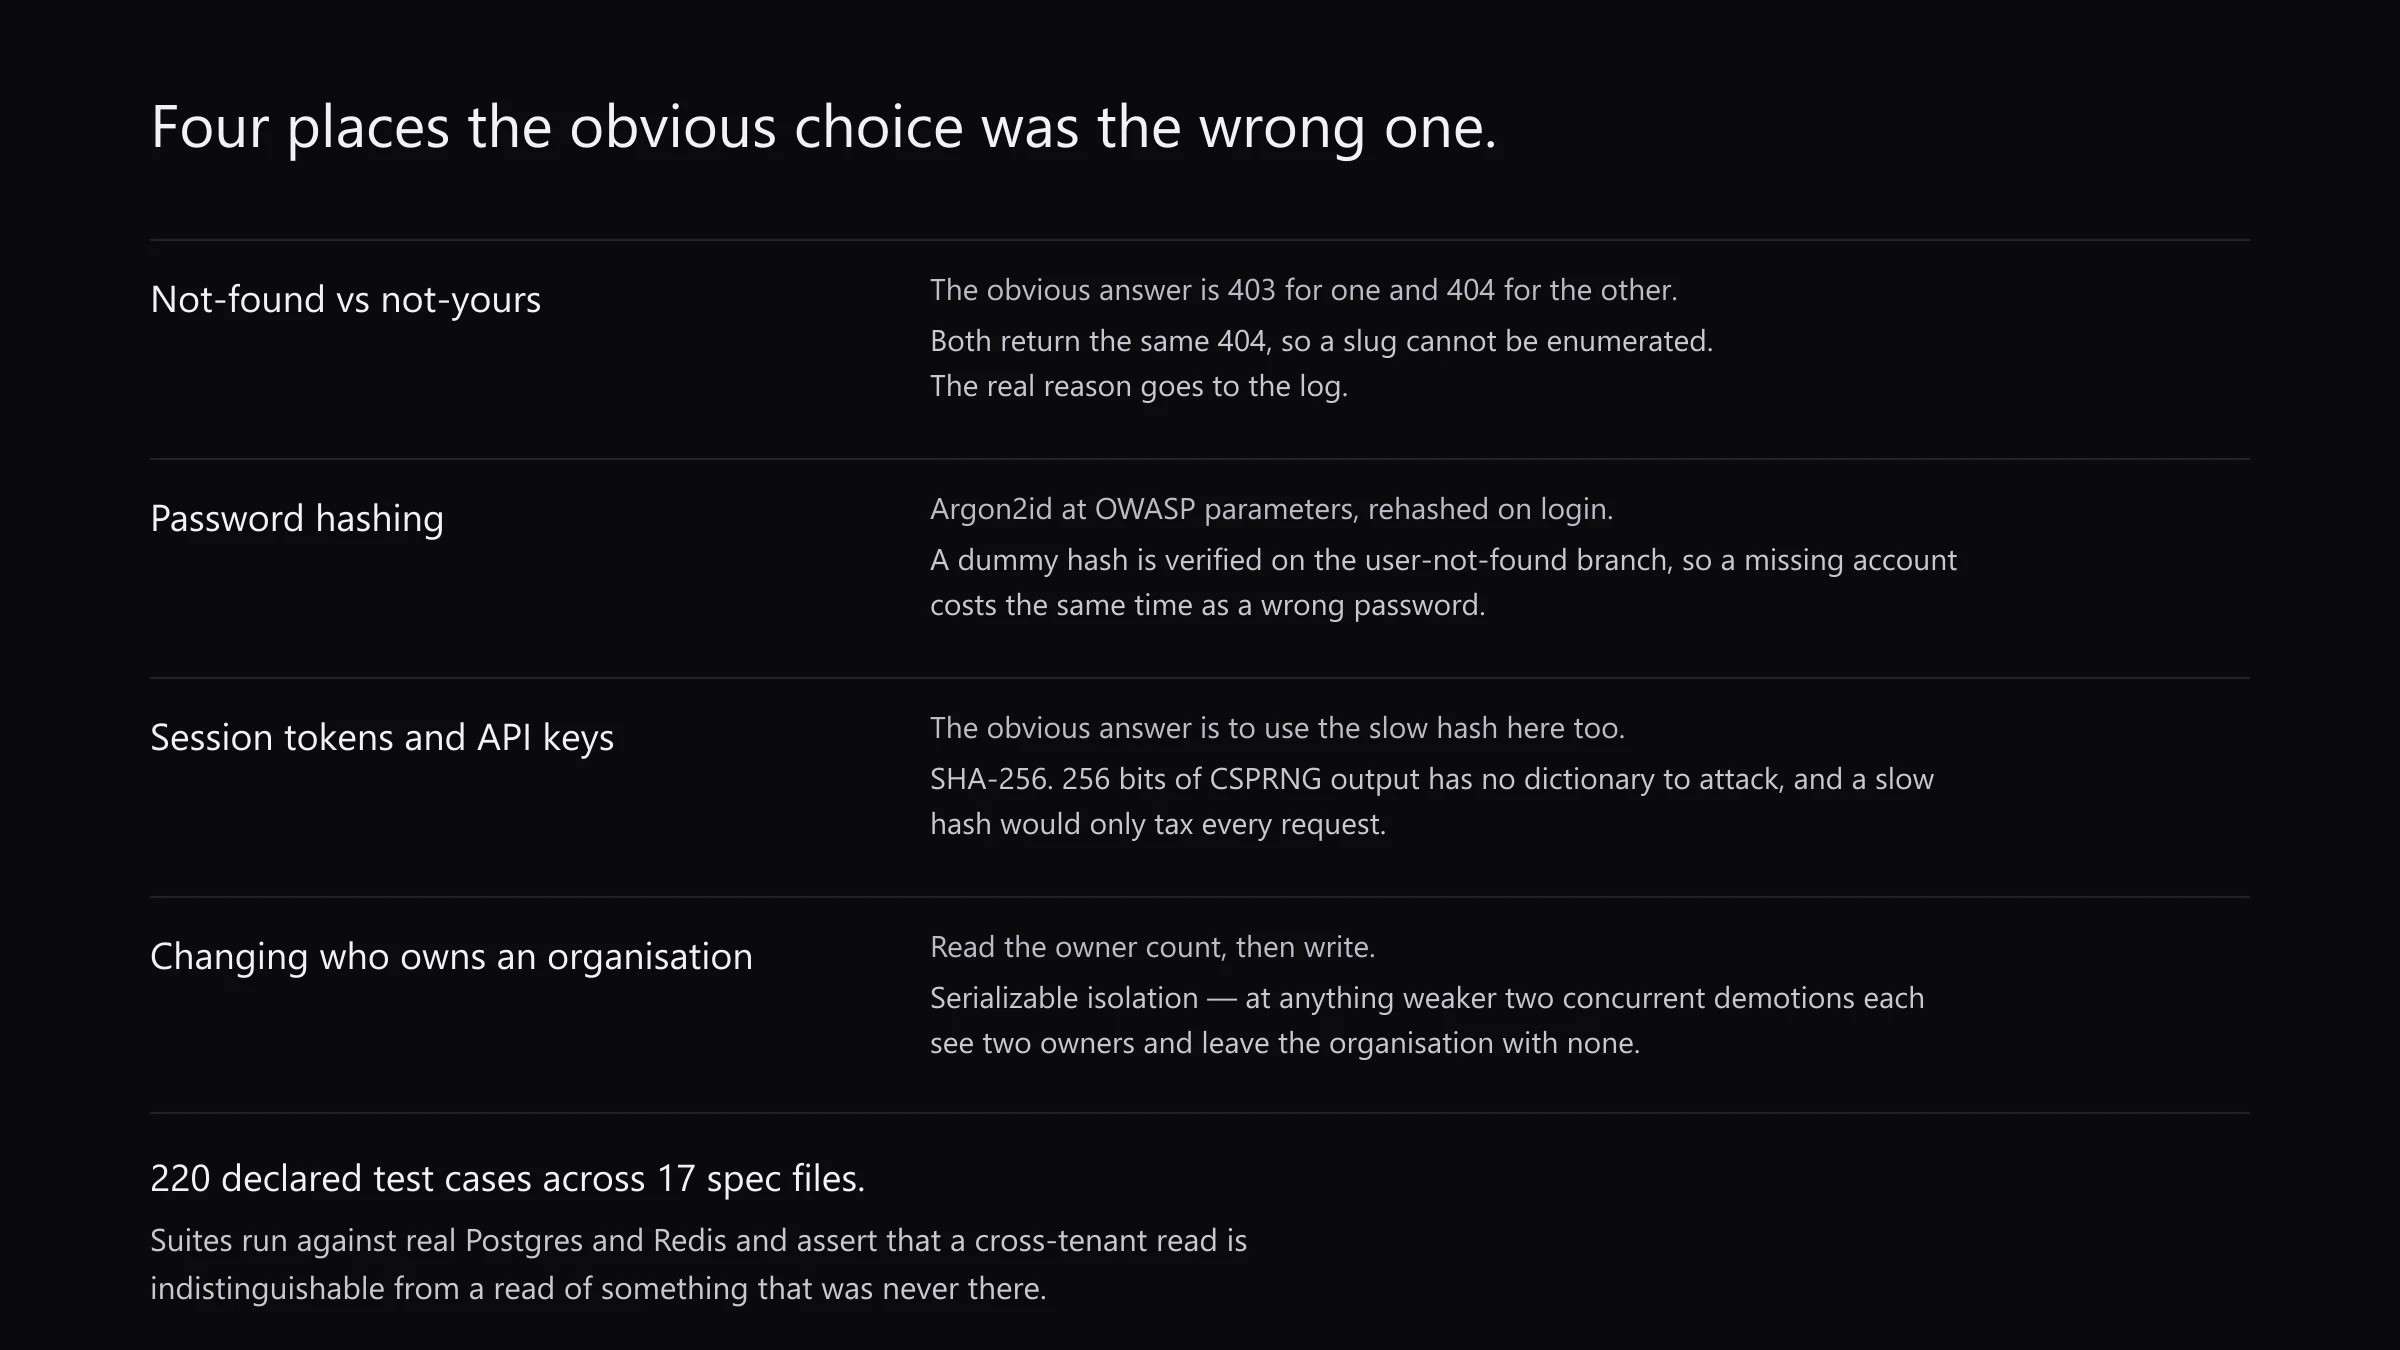 Four places the obvious choice was the wrong one.
Not-found vs not-yours
The obvious answer is 403 for one and 404 for the other.
Both return the same 404, so a slug cannot be enumerated.
The real reason goes to the log.
Password hashing
Argon2id at OWASP parameters, rehashed on login.
A dummy hash is verified on the user-not-found branch, so a missing account
costs the same time as a wrong password.
Session tokens and API keys
The obvious answer is to use the slow hash here too.
SHA-256. 256 bits of CSPRNG output has no dictionary to attack, and a slow
hash would only tax every request.
Changing who owns an organisation
Read the owner count, then write.
Serializable isolation — at anything weaker two concurrent demotions each
see two owners and leave the organisation with none.
220 declared test cases across 17 spec files.
Suites run against real Postgres and Redis and assert that a cross-tenant read is
indistinguishable from a read of something that was never there.